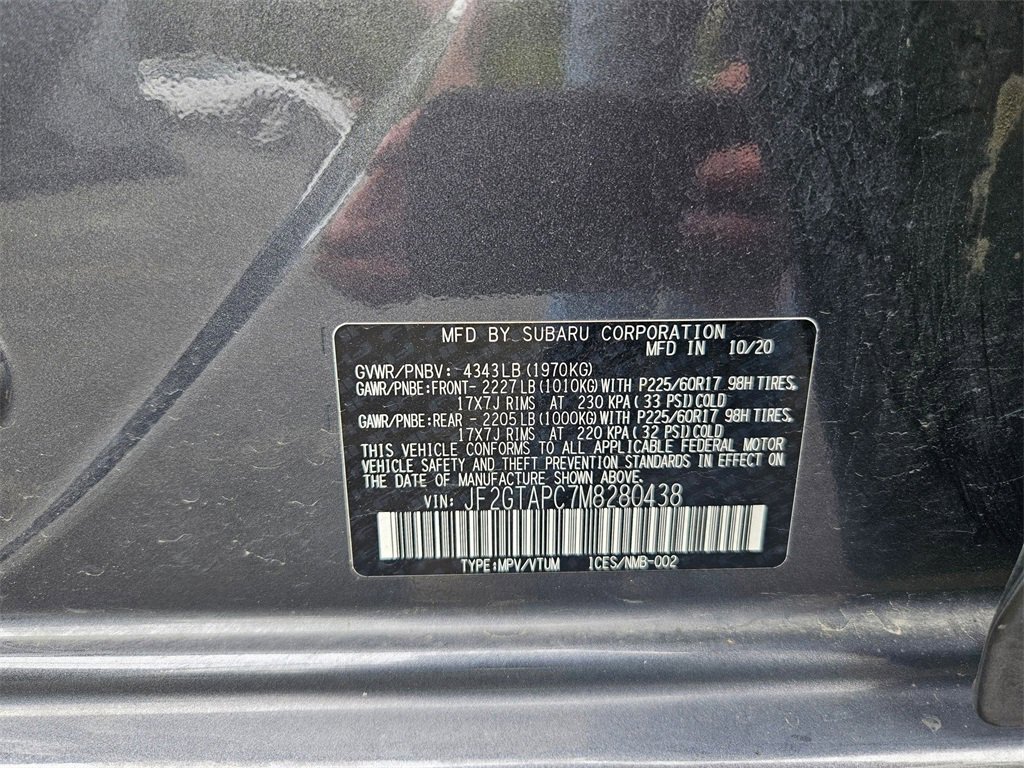 MFD BY SUBARU CORPORATION
MFD IN 10/20
GVWR/PNBV: 4343LB (1970KG)
GAWR/PNBE:FRONT- 2227LB(1010KG)WITH P225/60R17 98H TIRES,
17X7J RIMS AT 230 KPA(33 PSI)COLD
GAWR/PNBE:REAR - 2205LB(1000KG)WITH P225/60R17 98H TIRES,
17X7J RIMS AT 220 KPA(32 PSI)COLD
THIS VEHICLE CONFORMS TO ALL APPLICABLE FEDERAL MOTOR
VEHICLE SAFETY AND THEFT PREVENTION STANDARDS IN EFFECT ON
THE DATE OF MANUFACTURE SHOWN ABOVE.
VIN: JF2GTAPC7M8280438
TYPE:MPV/VTUM 1CES/NMB-002